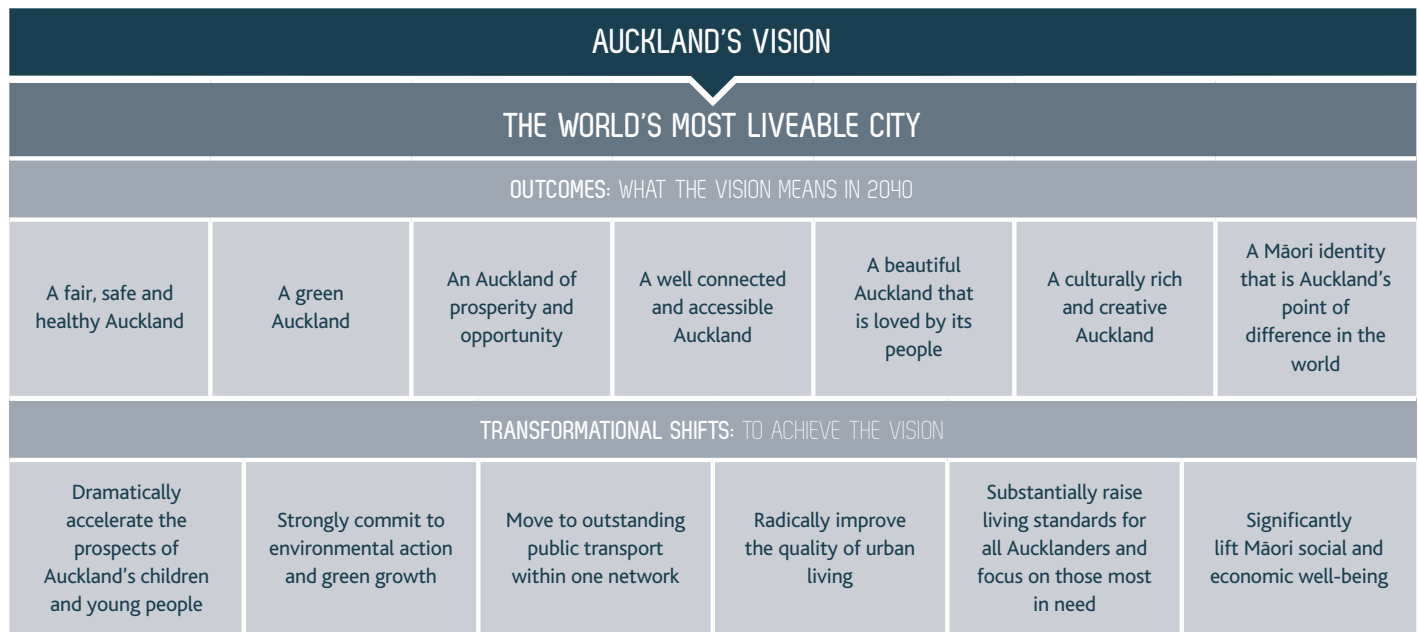 AUCKLAND'S VISION
THE WORLD'S MOST LIVEABLE CITY
OUTCOMES: WHAT THE VISION MEANS IN 2040
A fair, safe and
healthy Auckland
A green
Auckland
An Auckland of
prosperity and
opportunity
A well connected
and accessible
Auckland
A beautiful
Auckland that
is loved by its
people
A culturally rich
and creative
Auckland
A Māori identity
that is Auckland's
point of
difference in the
world
TRANSFORMATIONAL SHIFTS: TO ACHIEVE THE VISION
Dramatically
accelerate the
prospects of
Auckland's children
and young people
Strongly commit to
environmental action
and green growth
Move to outstanding
public transport
within one network
Radically improve
the quality of urban
living
Substantially raise
living standards for
all Aucklanders and
focus on those most
in need
Significantly
lift Māori social and
economic well-being